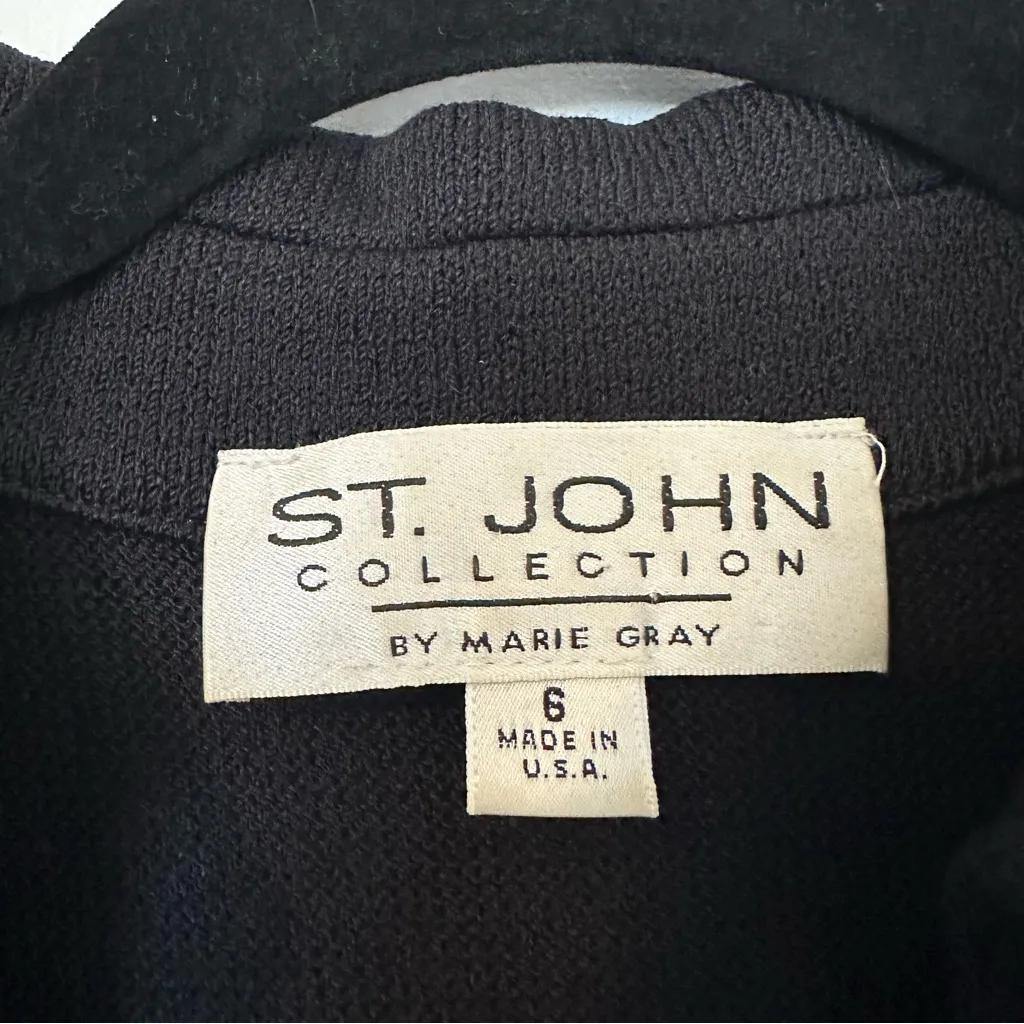 ST. JOHN
COLLECTION
BY MARIE GRAY
6
MADE IN
U.S.A.